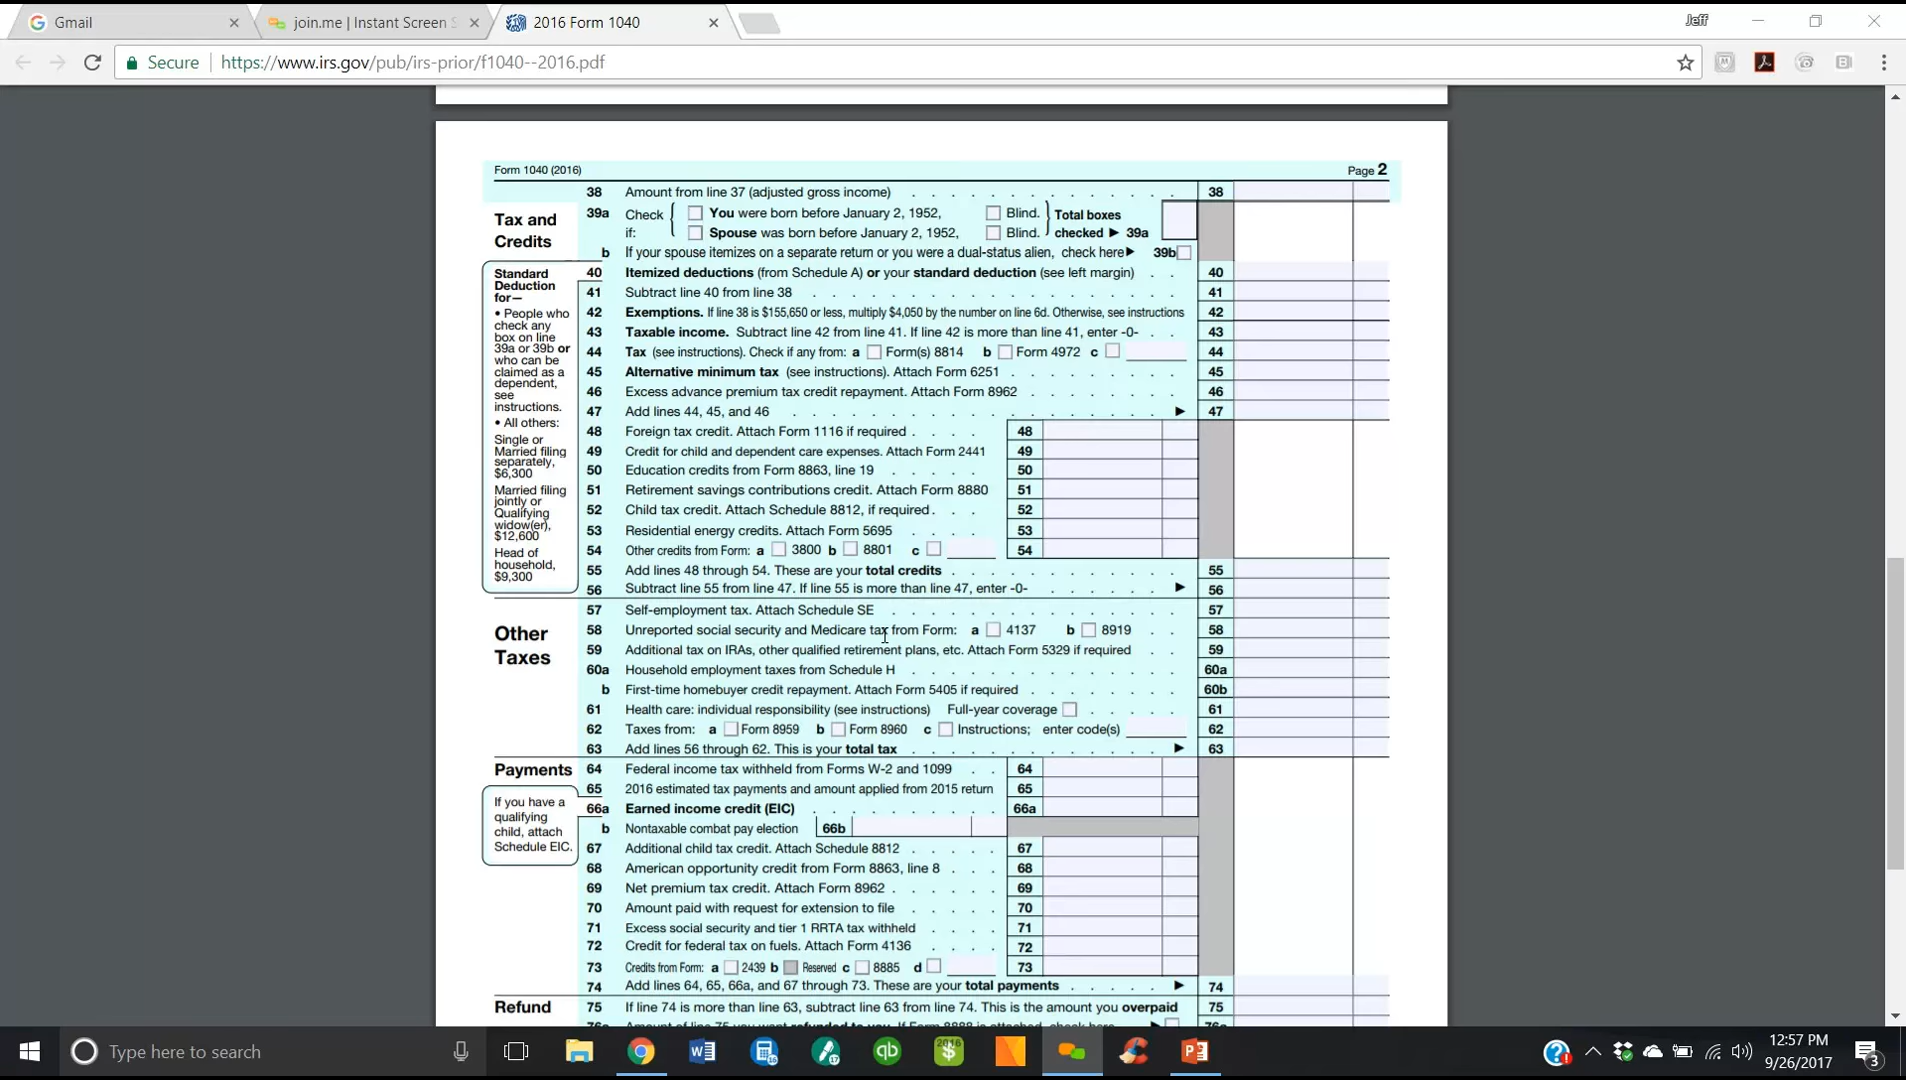 Gmail
join.me | Instant Screen S
2016 Form 1040
Jeff
Secure
https://www.irs.gov/pub/irs-prior/f1040--2016.pdf
Form 1040 (2016)
Page 2
38 Amount from line 37 (adjusted gross income) . . . . . . . . . . . . . 38
Tax and Credits
39a Check if: { You were born before January 2, 1952, Blind. } Total boxes
Spouse was born before January 2, 1952, Blind. checked ▶ 39a
b If your spouse itemizes on a separate return or you were a dual-status alien, check here ▶ 39b
Standard
Deduction
for—
• People who
check any
box on line
39a or 39b or
who can be
claimed as a
dependent,
see
instructions.
• All others:
Single or
Married filing
separately,
$6,300
Married filing
jointly or
Qualifying
widow(er),
$12,600
Head of
household,
$9,300
40 Itemized deductions (from Schedule A) or your standard deduction (see left margin) . . 40
41 Subtract line 40 from line 38 . . . . . . . . . . . . . . . 41
42 Exemptions. If line 38 is $155,650 or less, multiply $4,050 by the number on line 6d. Otherwise, see instructions 42
43 Taxable income. Subtract line 42 from line 41. If line 42 is more than line 41, enter -0- . . 43
44 Tax (see instructions). Check if any from: a Form(s) 8814 b Form 4972 c 44
45 Alternative minimum tax (see instructions). Attach Form 6251 . . . . . . . . . 45
46 Excess advance premium tax credit repayment. Attach Form 8962 . . . . . . . . 46
47 Add lines 44, 45, and 46 . . . . . . . . . . . . . . . ▶ 47
48 Foreign tax credit. Attach Form 1116 if required . . . . 48
49 Credit for child and dependent care expenses. Attach Form 2441 49
50 Education credits from Form 8863, line 19 . . . . . 50
51 Retirement savings contributions credit. Attach Form 8880 51
52 Child tax credit. Attach Schedule 8812, if required . . . 52
53 Residential energy credits. Attach Form 5695 . . . . 53
54 Other credits from Form: a 3800 b 8801 c 54
55 Add lines 48 through 54. These are your total credits . . . . . . . . . . . . 55
56 Subtract line 55 from line 47. If line 55 is more than line 47, enter -0- . . . . . . ▶ 56
Other Taxes
57 Self-employment tax. Attach Schedule SE . . . . . . . . . . . . . 57
58 Unreported social security and Medicare tax from Form: a 4137 b 8919 . . 58
59 Additional tax on IRAs, other qualified retirement plans, etc. Attach Form 5329 if required . . 59
60a Household employment taxes from Schedule H . . . . . . . . . . . . 60a
b First-time homebuyer credit repayment. Attach Form 5405 if required . . . . . . . . 60b
61 Health care: individual responsibility (see instructions) Full-year coverage . . . . . 61
62 Taxes from: a Form 8959 b Form 8960 c Instructions; enter code(s) 62
63 Add lines 56 through 62. This is your total tax . . . . . . . . . . . ▶ 63
Payments
If you have a
qualifying
child, attach
Schedule EIC.
64 Federal income tax withheld from Forms W-2 and 1099 . . 64
65 2016 estimated tax payments and amount applied from 2015 return 65
66a Earned income credit (EIC) . . . . . . . . . 66a
b Nontaxable combat pay election 66b
67 Additional child tax credit. Attach Schedule 8812 . . . . . 67
68 American opportunity credit from Form 8863, line 8 . . . 68
69 Net premium tax credit. Attach Form 8962 . . . . . . 69
70 Amount paid with request for extension to file . . . . . 70
71 Excess social security and tier 1 RRTA tax withheld . . . . 71
72 Credit for federal tax on fuels. Attach Form 4136 . . . . 72
73 Credits from Form: a 2439 b Reserved c 8885 d 73
74 Add lines 64, 65, 66a, and 67 through 73. These are your total payments . . . . . ▶ 74
Refund
75 If line 74 is more than line 63, subtract line 63 from line 74. This is the amount you overpaid 75
76a Amount of line 75 you want refunded to you. If Form 8888 is attached, check here ▶ 76a
Type here to search
12:57 PM
9/26/2017
3